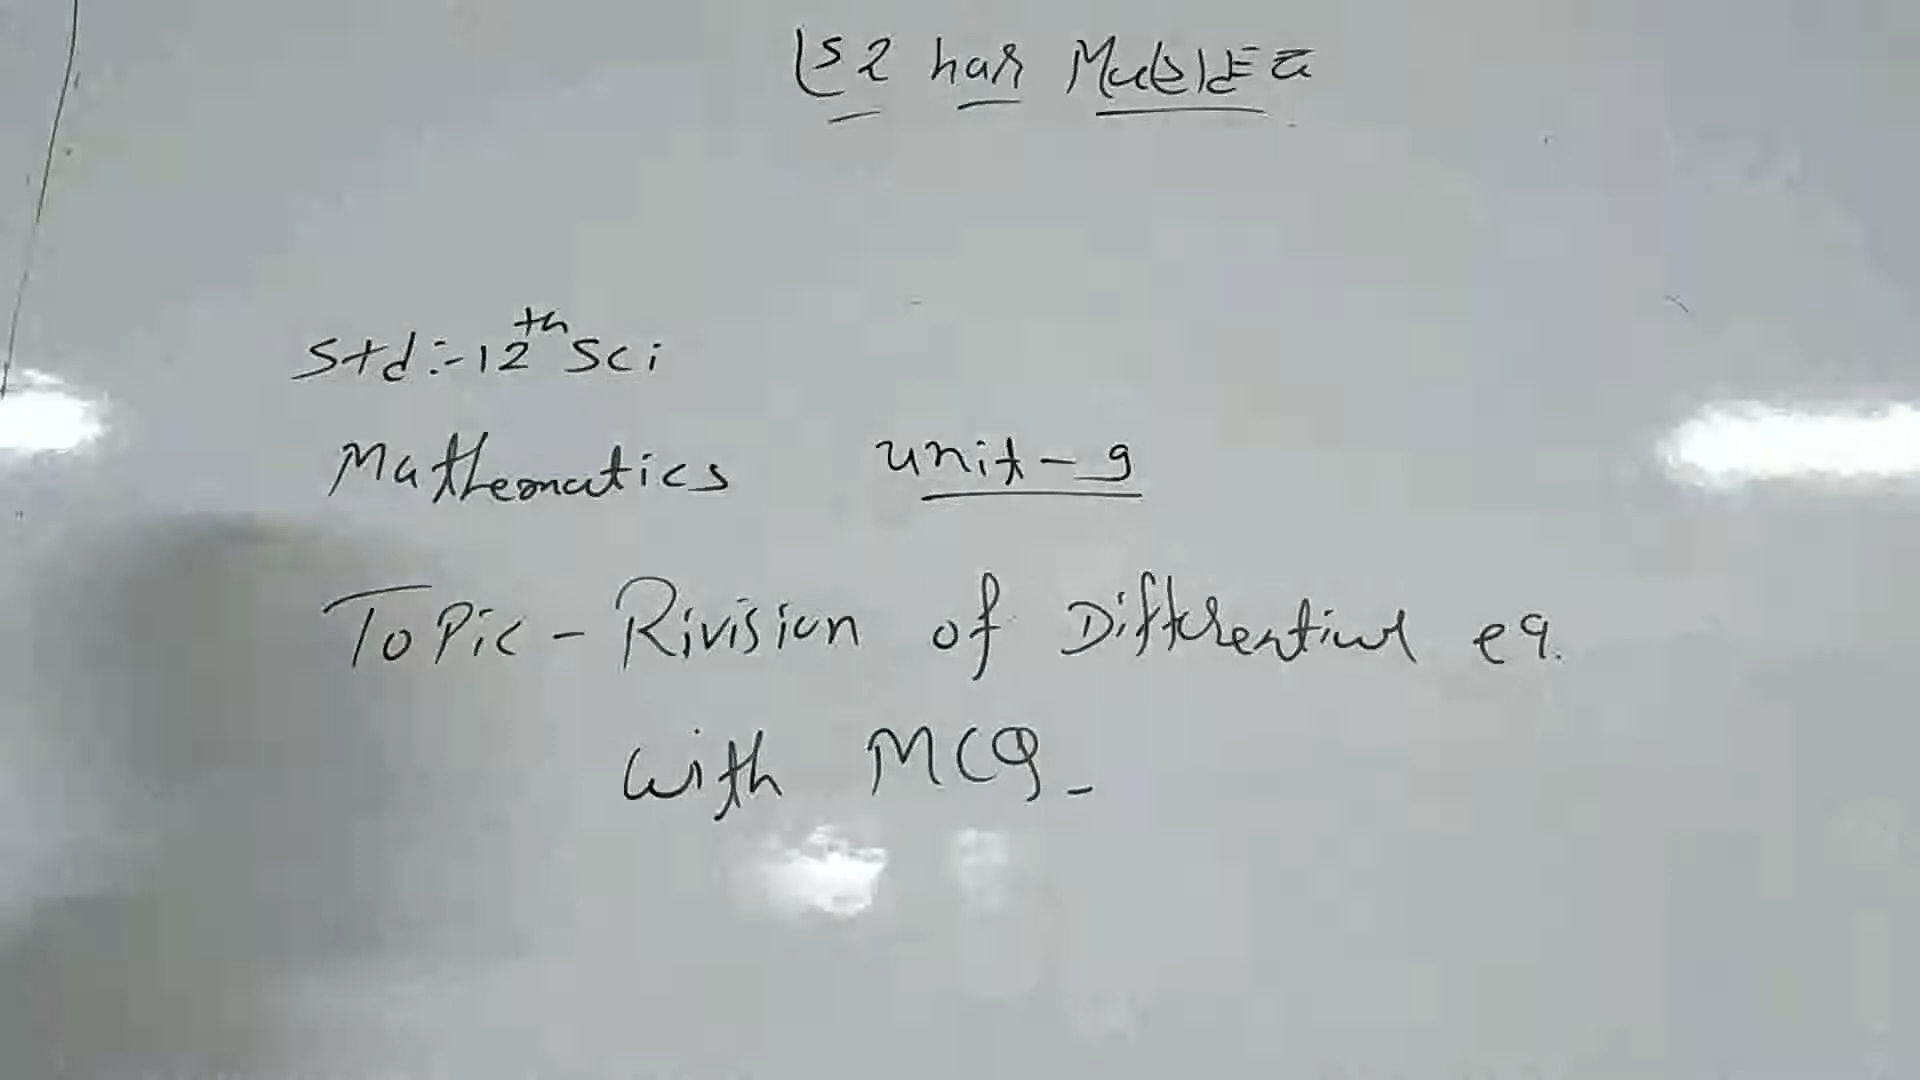 Std :- 12th Sci
Mathematics unit - 9
Topic - Rivision of Differential eq.
with MCQ -